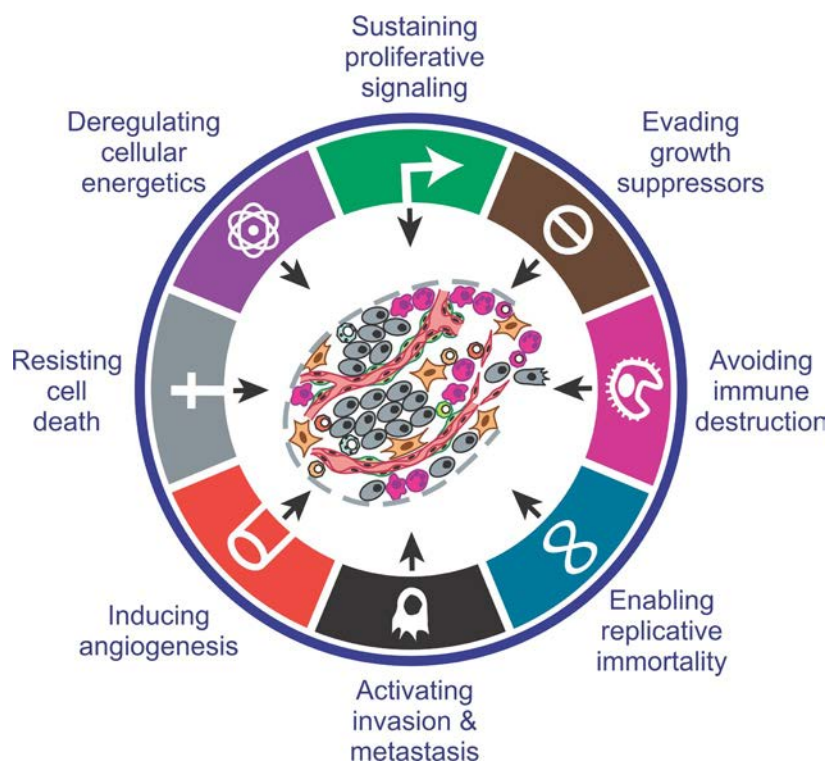 Sustaining
proliferative
signaling
Evading
growth
suppressors
Avoiding
immune
destruction
Enabling
replicative
immortality
Activating
invasion &
metastasis
Inducing
angiogenesis
Resisting
cell
death
Deregulating
cellular
energetics